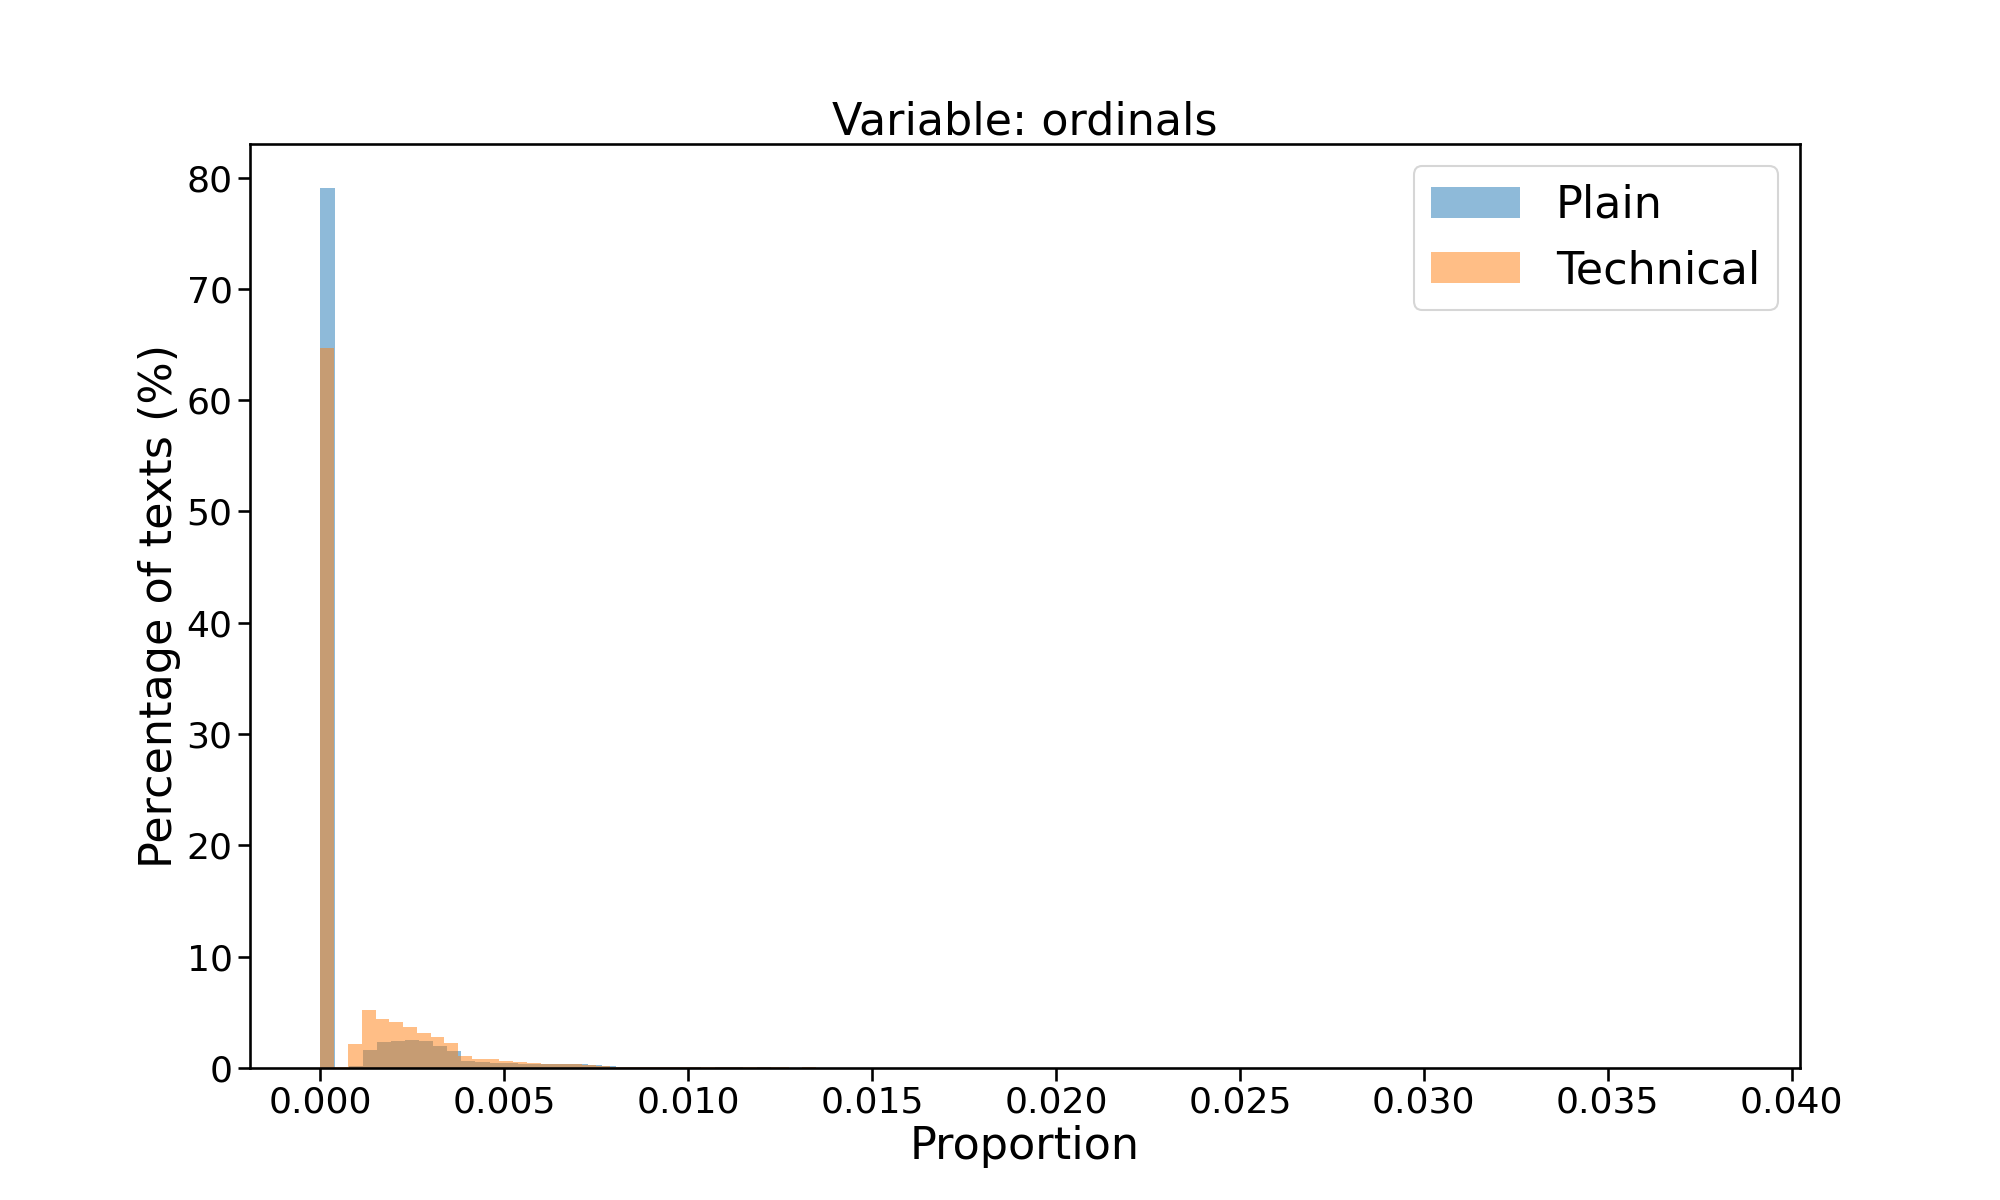 Variable: ordinals
Plain
Technical
Percentage of texts (%)
80
70
60
50
40
30
20
10
0
0.000 0.005 0.010 0.015 0.020 0.025 0.030 0.035 0.040
Proportion